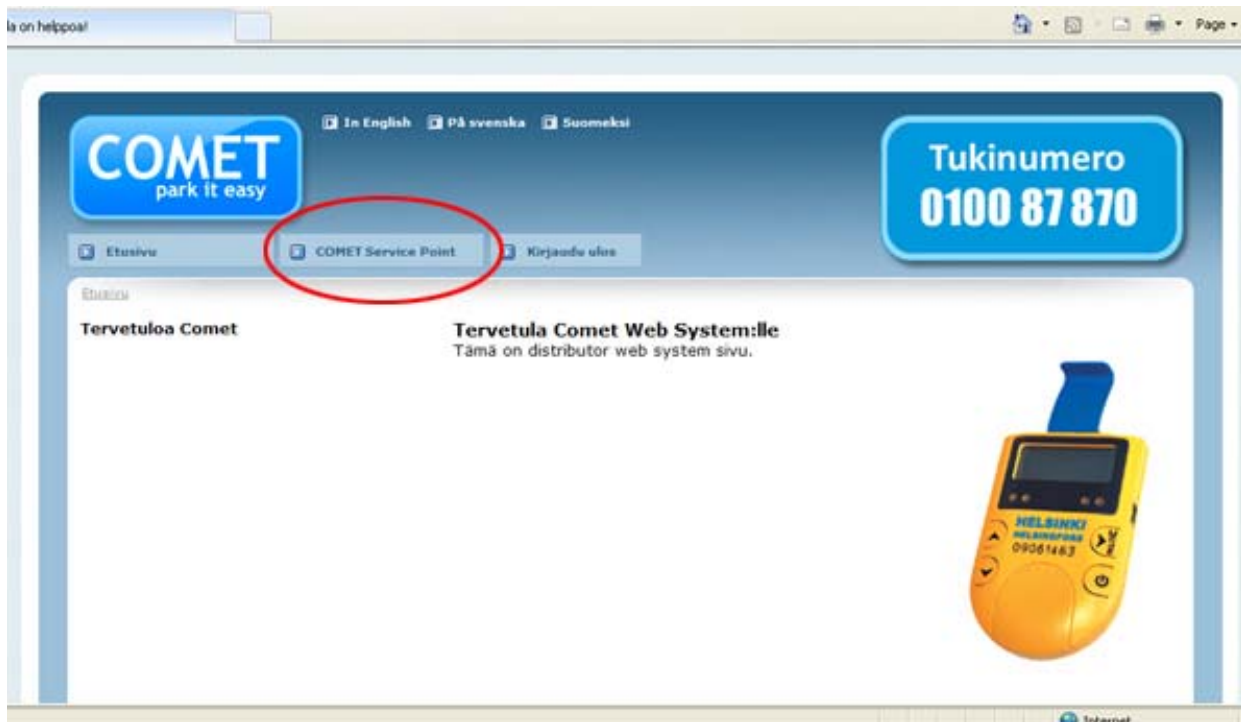 la on helppoa!
Page
In English På svenska Suomeksi
COMET
park it easy
Tukinumero
0100 87 870
Etusivu COMET Service Point Kirjaudu ulos
Etusivu
Tervetuloa Comet
Tervetula Comet Web System:lle
Tämä on distributor web system sivu.
HELSINKI
HELSINGFORS
09061463
Internet